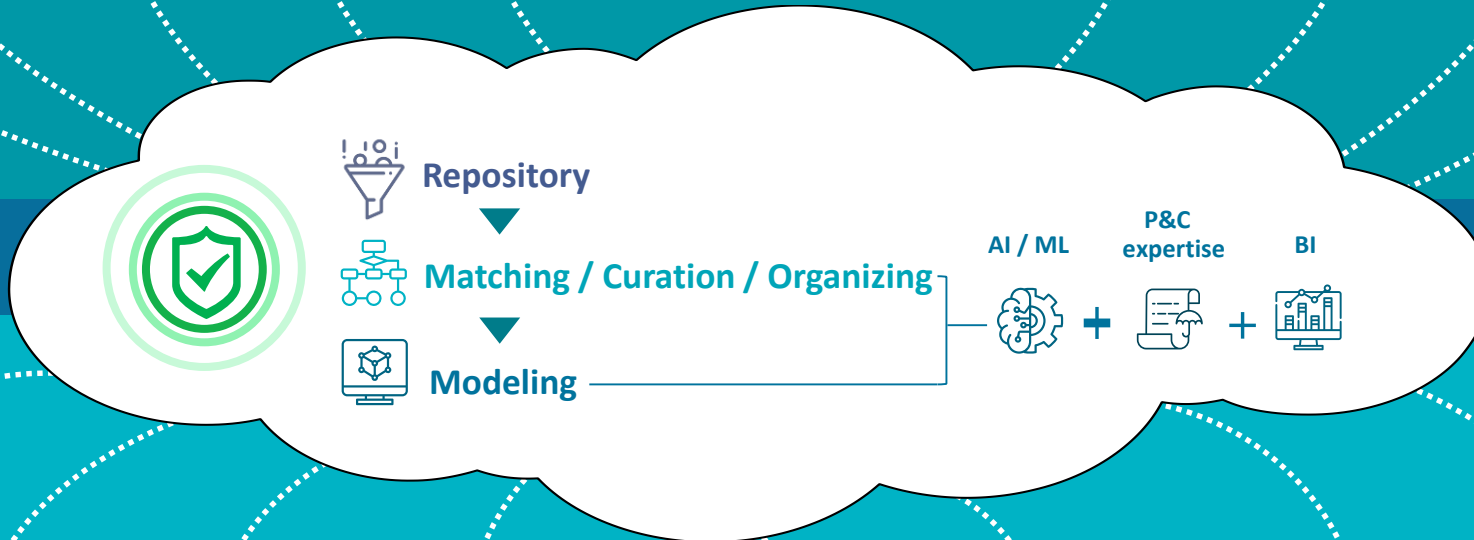 Repository
Matching / Curation / Organizing
Modeling
AI / ML
P&C
expertise
BI